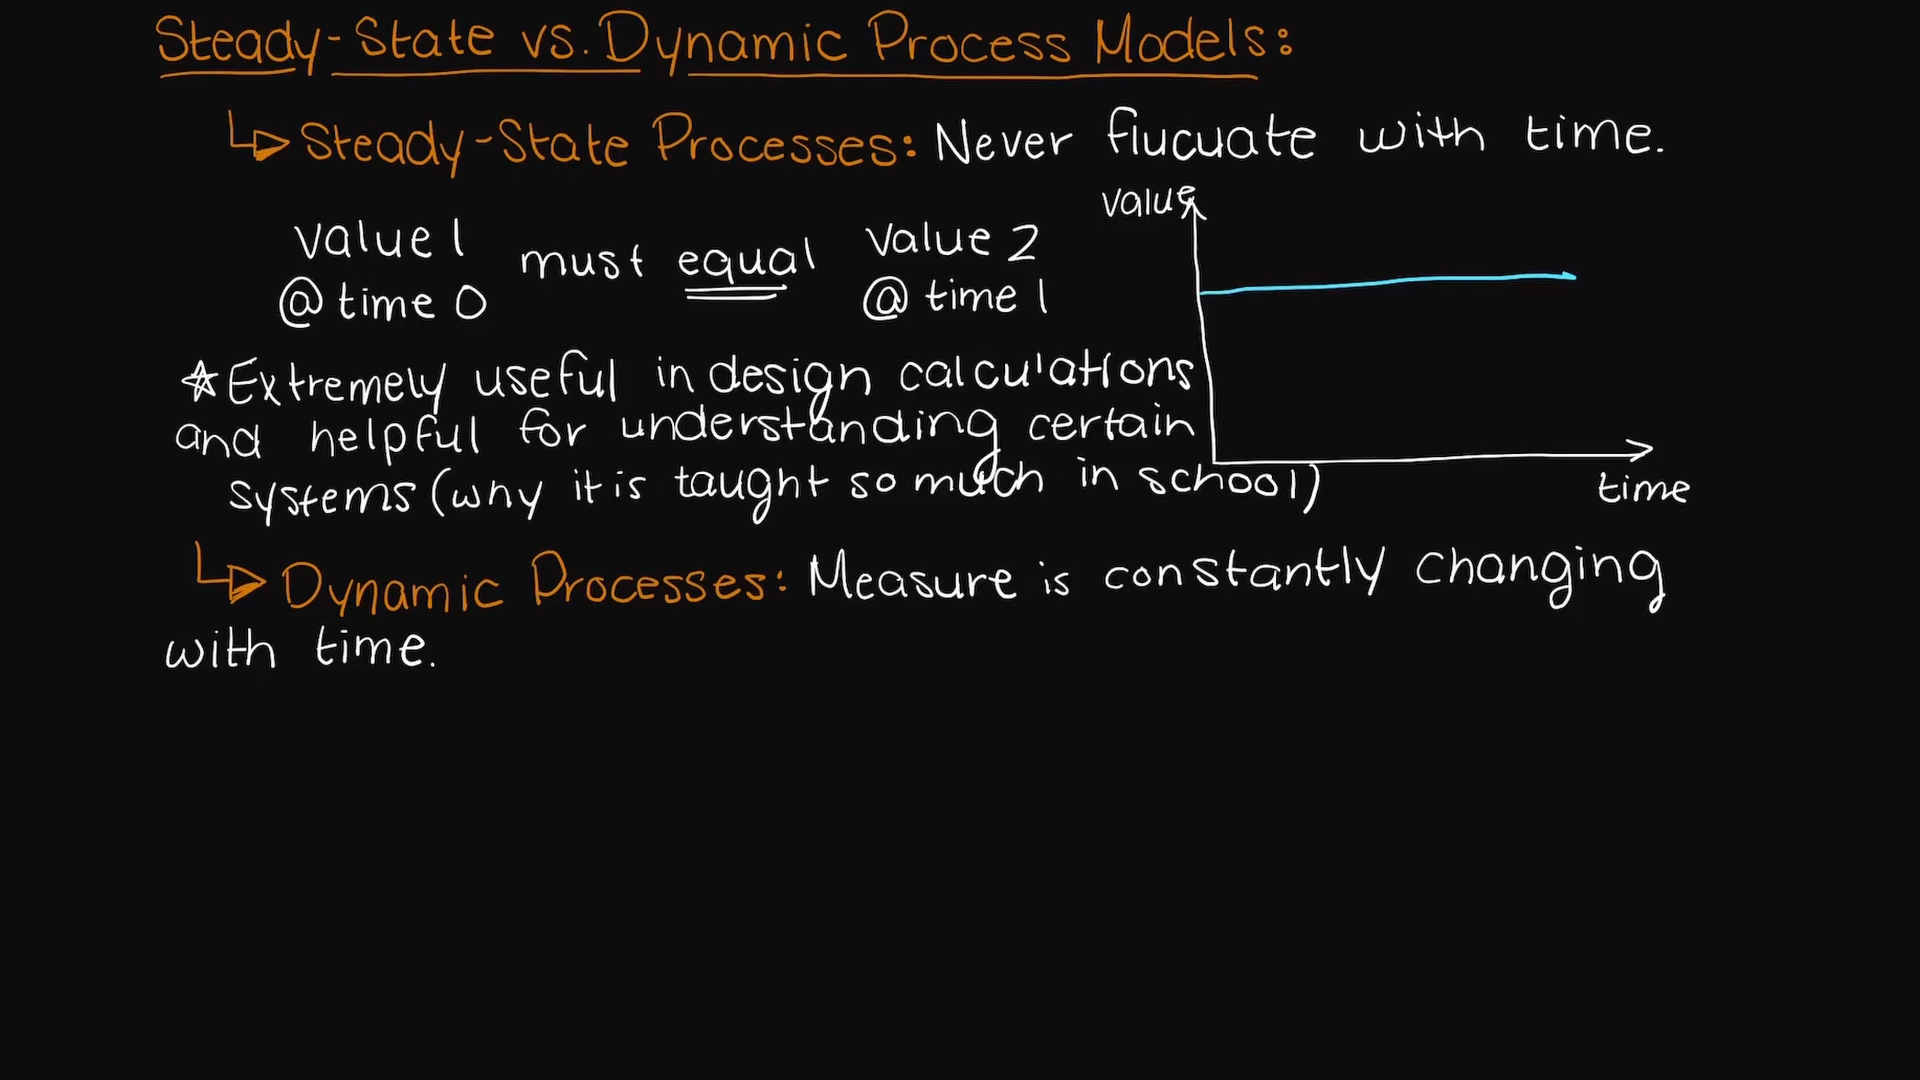 Steady-State vs. Dynamic Process Models:
Steady-State Processes: Never flucuate with time.
value
value 1 must equal value 2
@ time 0 @ time 1
*Extremely useful in design calculations
and helpful for understanding certain
systems (why it is taught so much in school)
time
Dynamic Processes: Measure is constantly changing
with time.